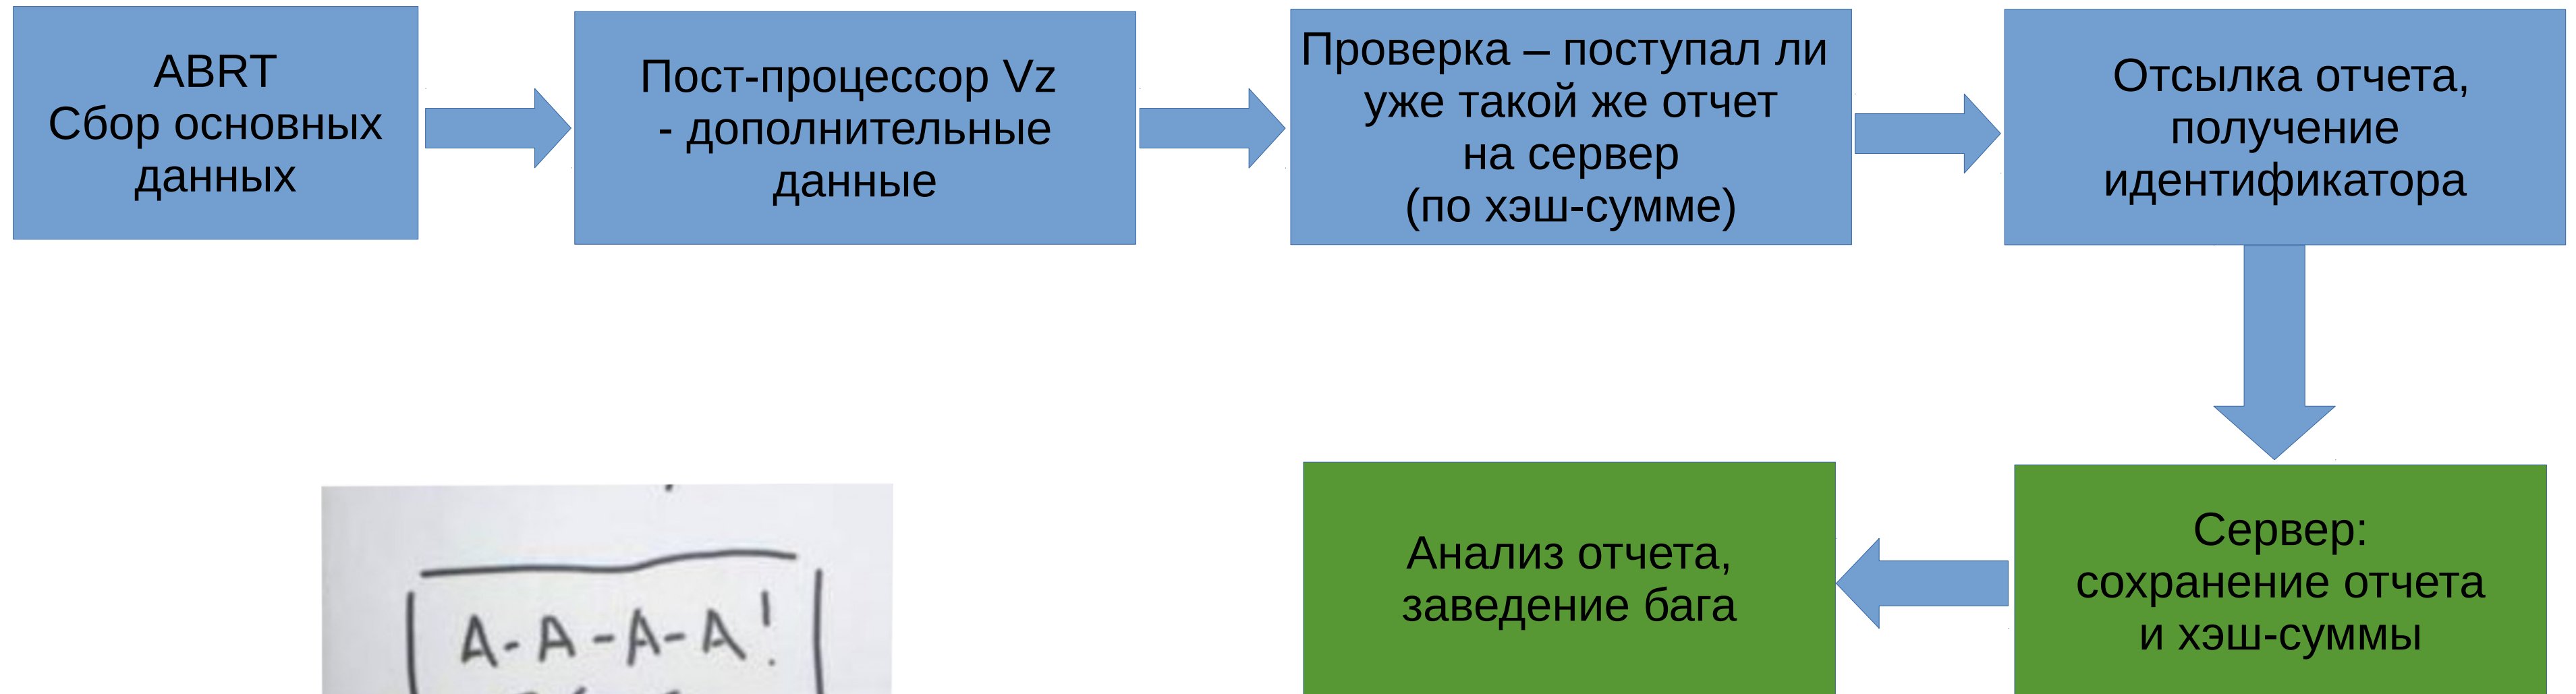 ABRT
Сбор основных
данных
Пост-процессор Vz
- дополнительные
данные
Проверка – поступал ли
уже такой же отчет
на сервер
(по хэш-сумме)
Отсылка отчета,
получение
идентификатора
Сервер:
сохранение отчета
и хэш-суммы
Анализ отчета,
заведение бага
А-А-А-А!